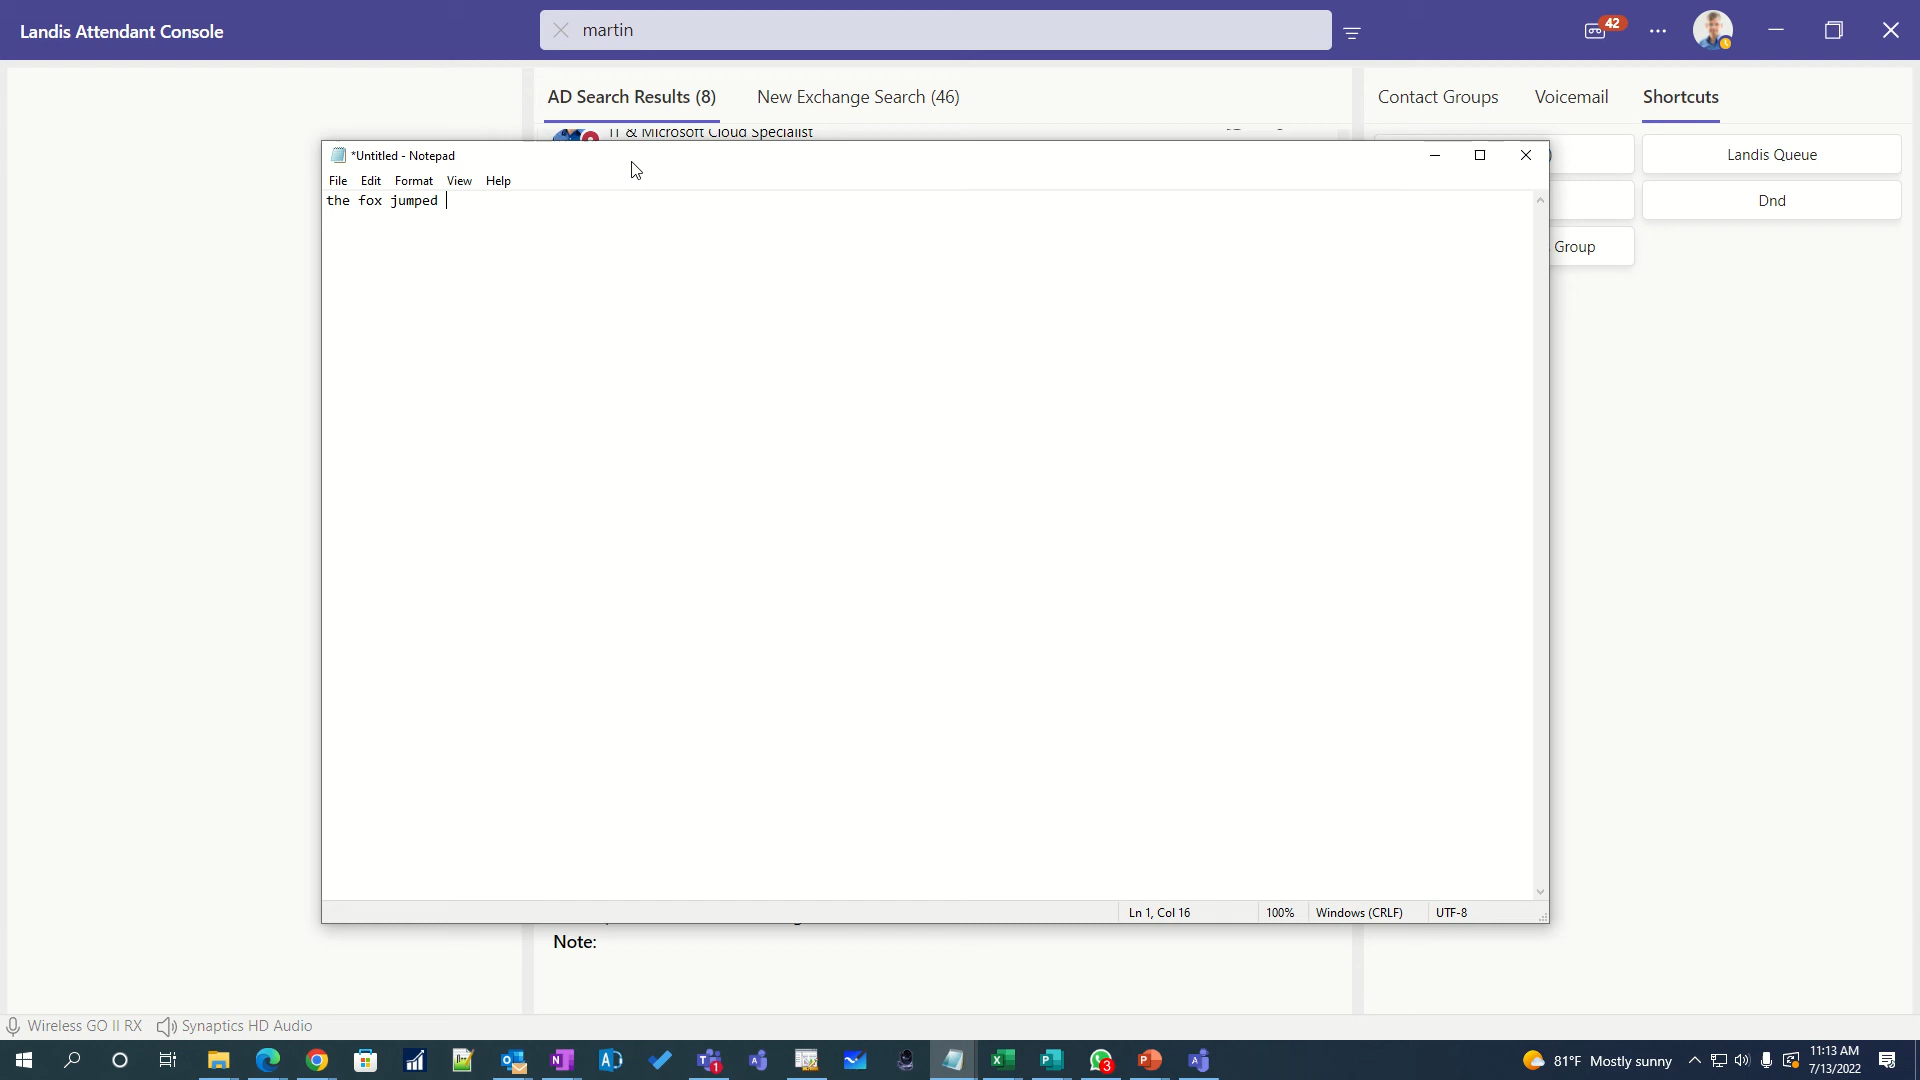 Landis Attendant Console
martin
42
AD Search Results (8)
New Exchange Search (46)
Contact Groups
Voicemail
Shortcuts
IT & Microsoft Cloud Specialist
*Untitled - Notepad
File Edit Format View Help
the fox jumped
Landis Queue
Dnd
Group
Ln 1, Col 16
100%
Windows (CRLF)
UTF-8
Note:
Wireless GO II RX
Synaptics HD Audio
1
3
81°F Mostly sunny
11:13 AM
7/13/2022